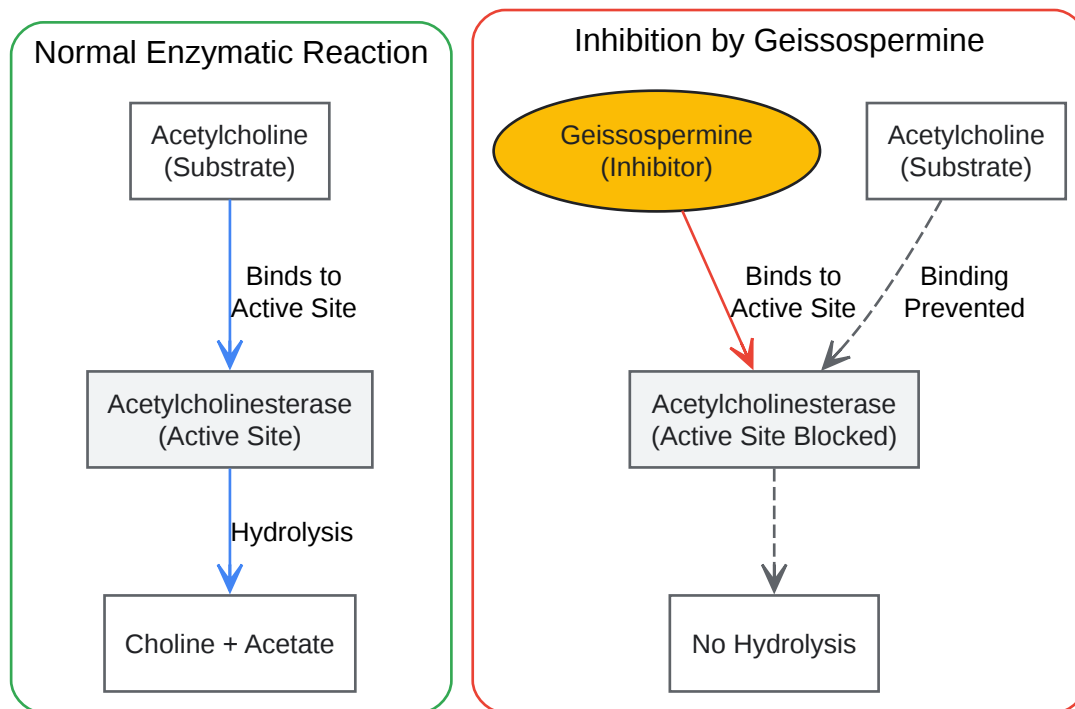 Normal Enzymatic Reaction
Acetylcholine
(Substrate)
Binds to
Active Site
Acetylcholinesterase
(Active Site)
Hydrolysis
Choline + Acetate
Inhibition by Geissospermine
Geissospermine
(Inhibitor)
Acetylcholine
(Substrate)
Binds to
Active Site
Binding
Prevented
Acetylcholinesterase
(Active Site Blocked)
No Hydrolysis